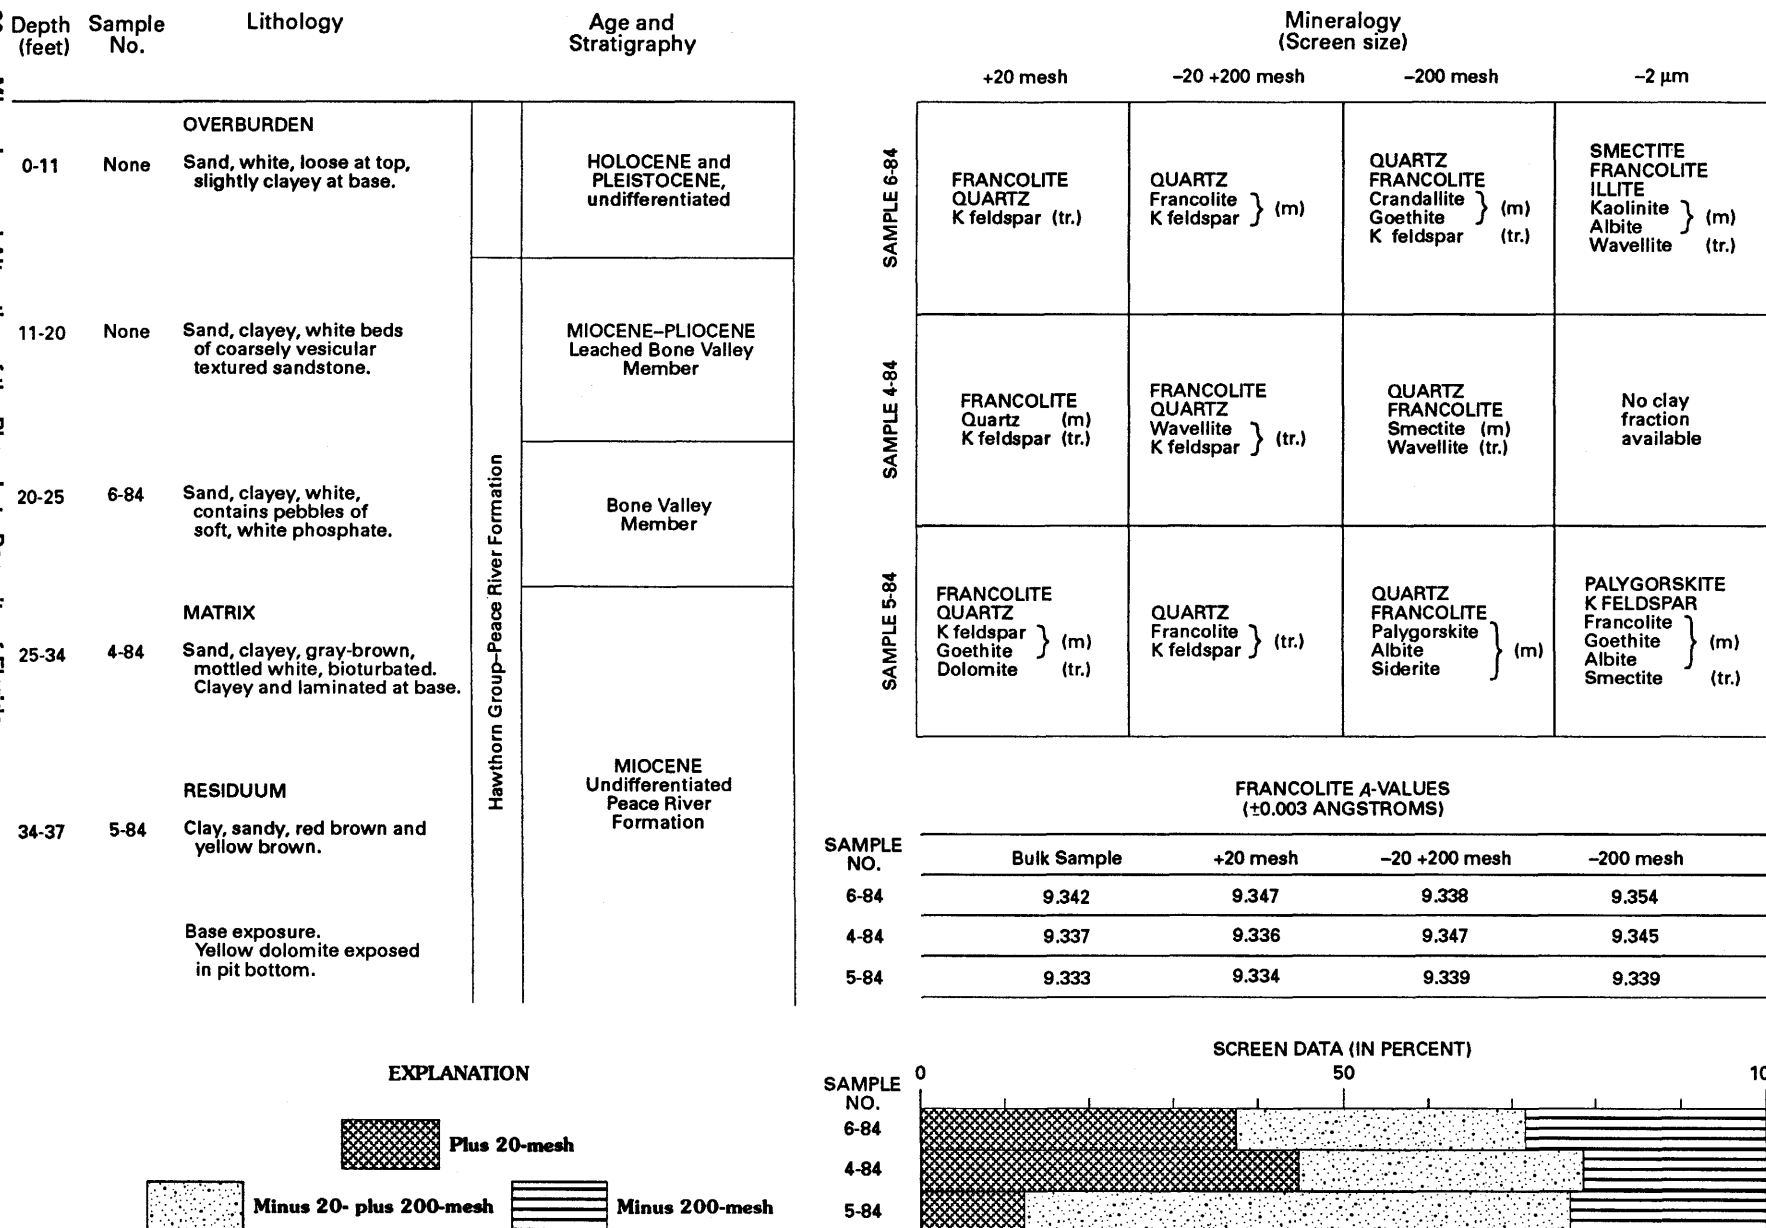 Depth (feet)
Sample No.
Lithology
Age and Stratigraphy
OVERBURDEN
0-11
None
Sand, white, loose at top,
slightly clayey at base.
HOLOCENE and
PLEISTOCENE,
undifferentiated
11-20
None
Sand, clayey, white beds
of coarsely vesicular
textured sandstone.
MIOCENE–PLIOCENE
Leached Bone Valley
Member
20-25
6-84
Sand, clayey, white,
contains pebbles of
soft, white phosphate.
Bone Valley
Member
MATRIX
25-34
4-84
Sand, clayey, gray-brown,
mottled white, bioturbated.
Clayey and laminated at base.
RESIDUUM
34-37
5-84
Clay, sandy, red brown and
yellow brown.
MIOCENE
Undifferentiated
Peace River
Formation
Base exposure.
Yellow dolomite exposed
in pit bottom.
Hawthorn Group–Peace River Formation
Mineralogy
(Screen size)
+20 mesh
–20 +200 mesh
–200 mesh
–2 µm
SAMPLE 6-84
FRANCOLITE
QUARTZ
K feldspar (tr.)
QUARTZ
Francolite
K feldspar } (m)
QUARTZ
FRANCOLITE
Crandallite
Goethite } (m)
K feldspar (tr.)
SMECTITE
FRANCOLITE
ILLITE
Kaolinite
Albite } (m)
Wavellite (tr.)
SAMPLE 4-84
FRANCOLITE
Quartz (m)
K feldspar (tr.)
FRANCOLITE
QUARTZ
Wavellite
K feldspar } (tr.)
QUARTZ
FRANCOLITE
Smectite (m)
Wavellite (tr.)
No clay
fraction
available
SAMPLE 5-84
FRANCOLITE
QUARTZ
K feldspar
Goethite } (m)
Dolomite (tr.)
QUARTZ
Francolite
K feldspar } (tr.)
QUARTZ
FRANCOLITE
Palygorskite
Albite
Siderite } (m)
PALYGORSKITE
K FELDSPAR
Francolite
Goethite
Albite } (m)
Smectite (tr.)
FRANCOLITE A-VALUES
(±0.003 ANGSTROMS)
SAMPLE NO.
Bulk Sample
+20 mesh
–20 +200 mesh
–200 mesh
6-84 9.342 9.347 9.338 9.354
4-84 9.337 9.336 9.347 9.345
5-84 9.333 9.334 9.339 9.339
SCREEN DATA (IN PERCENT)
SAMPLE NO.
0 50 10
6-84
4-84
5-84
EXPLANATION
Plus 20-mesh
Minus 20- plus 200-mesh
Minus 200-mesh